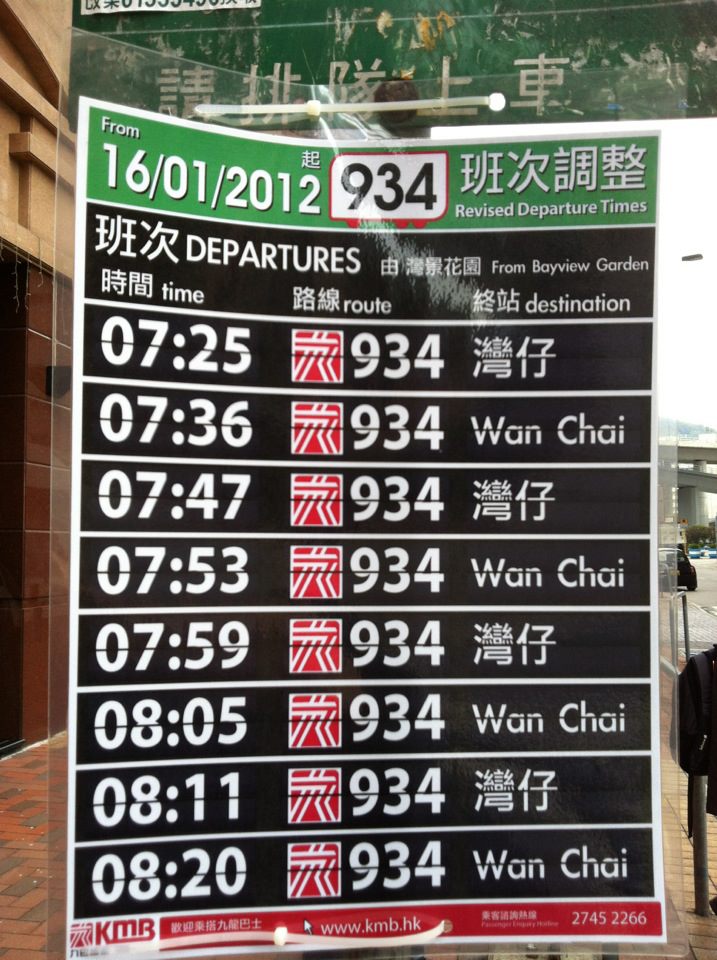 請排隊上車
From
16/01/2012 起 934 班次調整
Revised Departure Times
班次 DEPARTURES 由 灣景花園 From Bayview Garden
時間 time 路線 route 終站 destination
07:25 934 灣仔
07:36 934 Wan Chai
07:47 934 灣仔
07:53 934 Wan Chai
07:59 934 灣仔
08:05 934 Wan Chai
08:11 934 灣仔
08:20 934 Wan Chai
KMB 歡迎乘搭九龍巴士 www.kmb.hk 乘客諮詢熱線 2745 2266
Passenger Enquiry Hotline